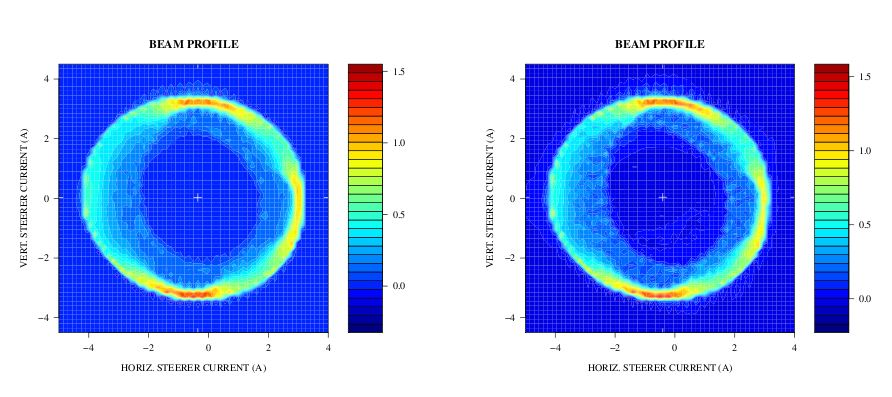 BEAM PROFILE
4
2
0
−2
−4
VERT. STEERER CURRENT (A)
−4 −2 0 2 4
HORIZ. STEERER CURRENT (A)
1.5
1.0
0.5
0.0
BEAM PROFILE
4
2
0
−2
−4
VERT. STEERER CURRENT (A)
−4 −2 0 2 4
HORIZ. STEERER CURRENT (A)
1.5
1.0
0.5
0.0